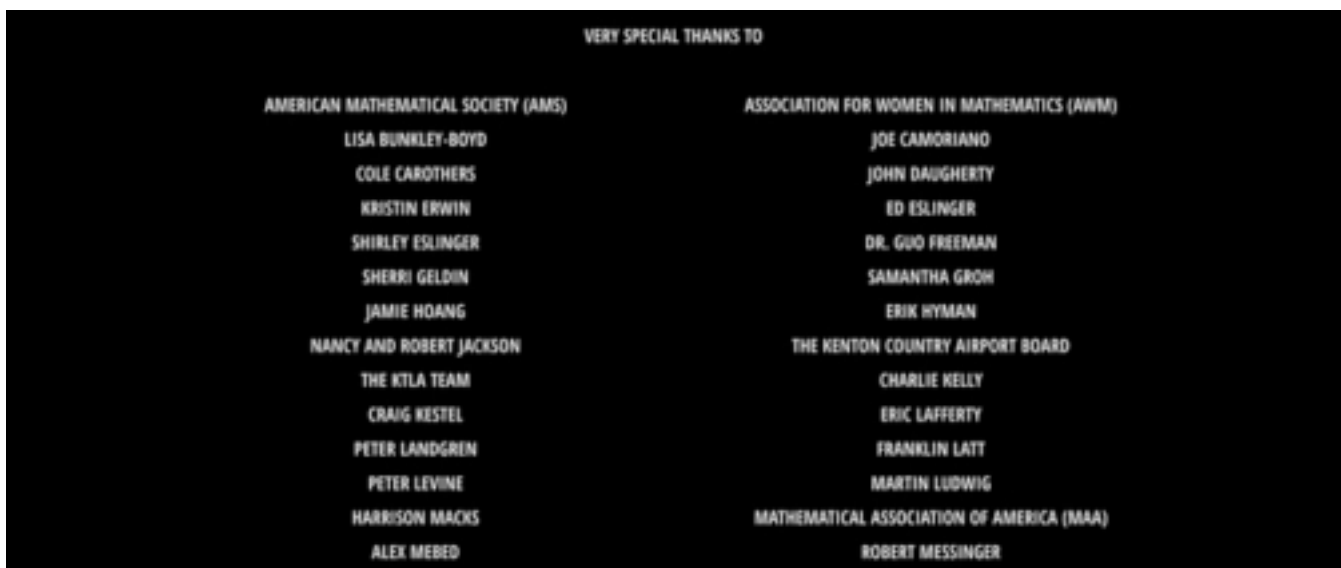 VERY SPECIAL THANKS TO
AMERICAN MATHEMATICAL SOCIETY (AMS) ASSOCIATION FOR WOMEN IN MATHEMATICS (AWM)
LISA BUNKLEY-BOYD JOE CAMORIANO
COLE CAROTHERS JOHN DAUGHERTY
KRISTIN ERWIN ED ESLINGER
SHIRLEY ESLINGER DR. GUO FREEMAN
SHERRI GELDIN SAMANTHA GROH
JAMIE HOANG ERIK HYMAN
NANCY AND ROBERT JACKSON THE KENTON COUNTRY AIRPORT BOARD
THE KTLA TEAM CHARLIE KELLY
CRAIG KESTEL ERIC LAFFERTY
PETER LANDGREN FRANKLIN LATT
PETER LEVINE MARTIN LUDWIG
HARRISON MACKS MATHEMATICAL ASSOCIATION OF AMERICA (MAA)
ALEX MEBED ROBERT MESSINGER